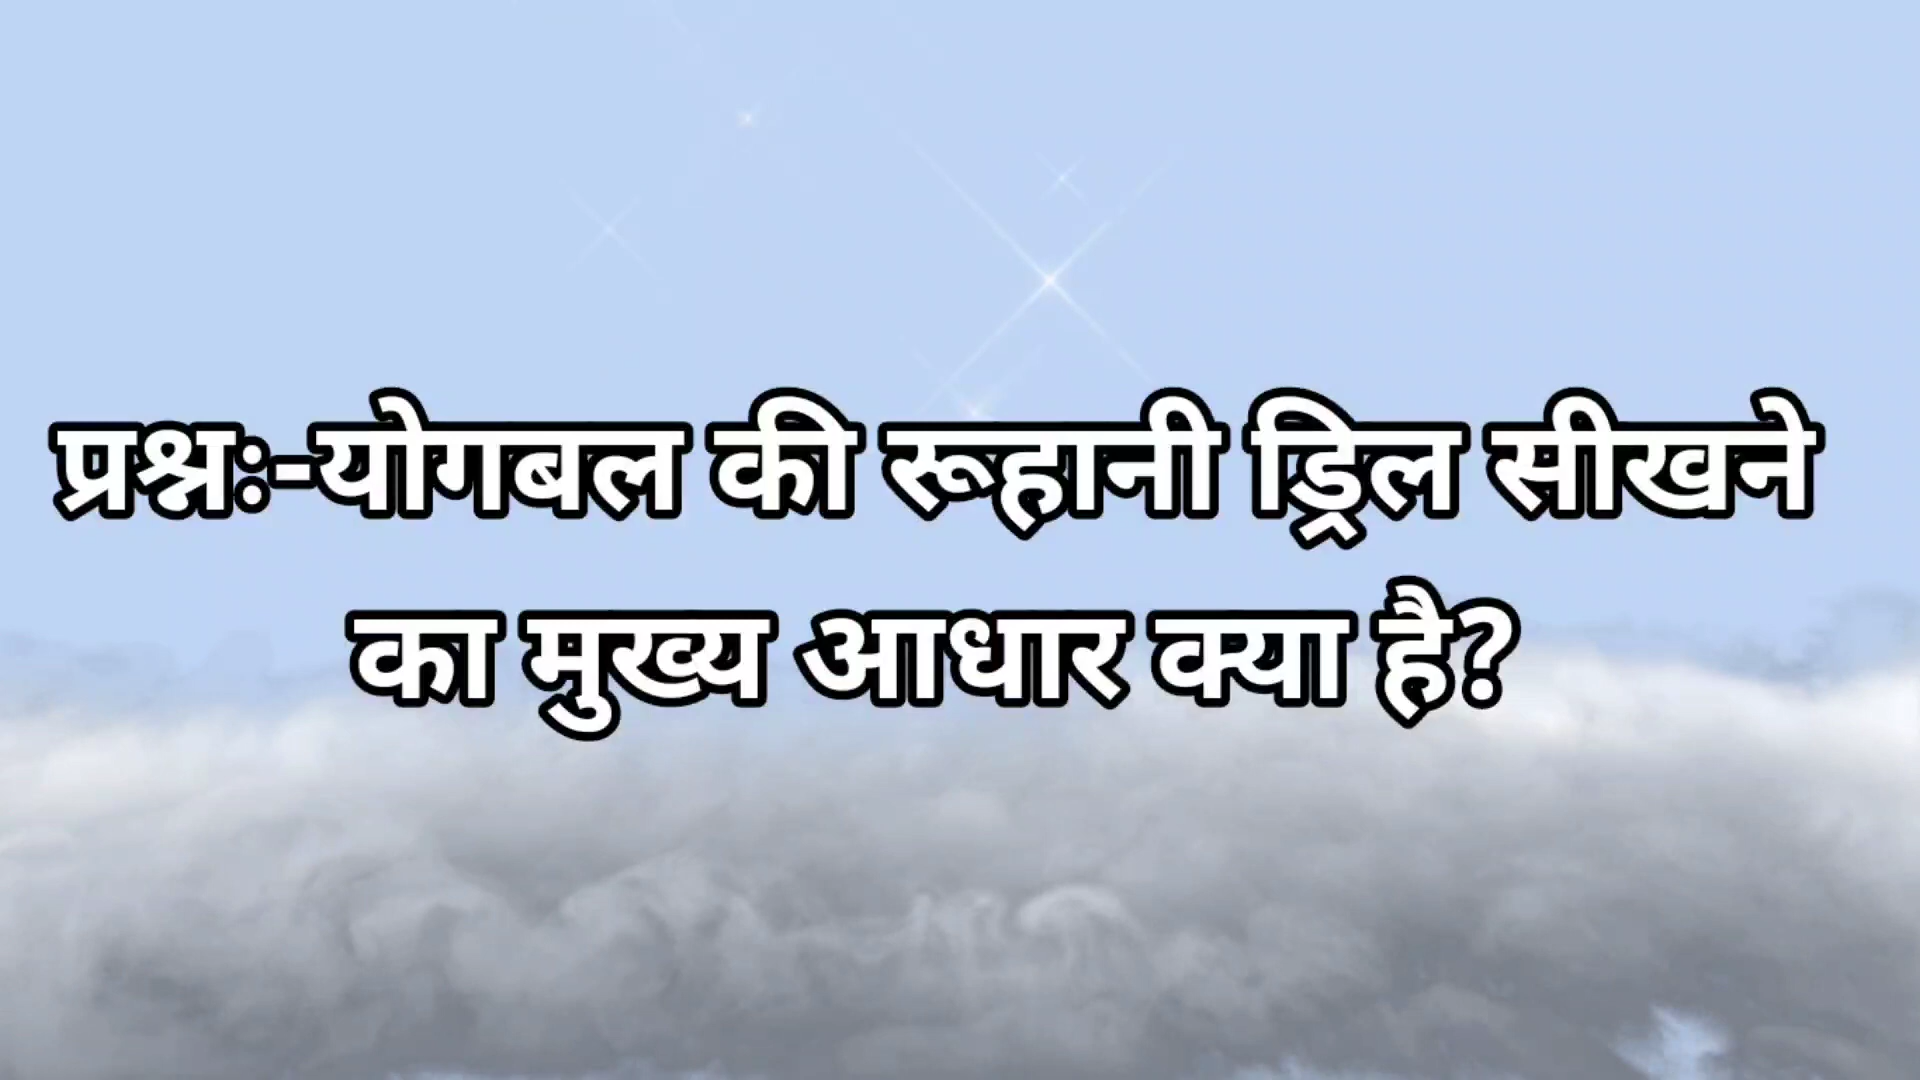 प्रश्नः-योगबल की रूहानी ड्रिल सीखने
का मुख्य आधार क्या है?